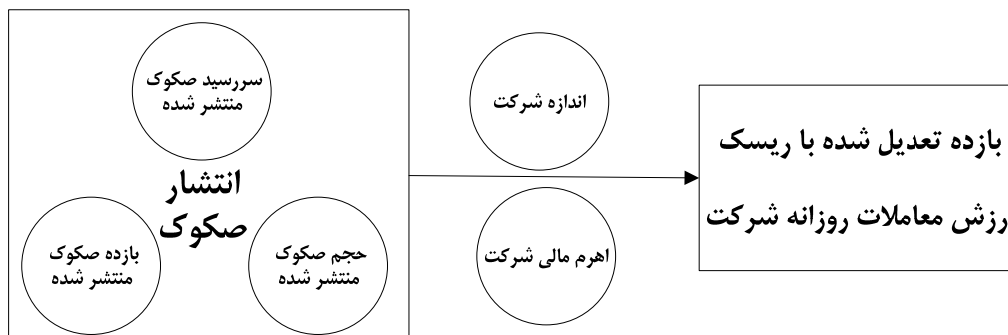 سررسید صکوک
منتشر شده
انتشار
صکوک
بازده صکوک
منتشر شده
حجم صکوک
منتشر شده
اندازه شرکت
اهرم مالی شرکت
بازده تعدیل شده با ریسک
رزش معاملات روزانه شرکت